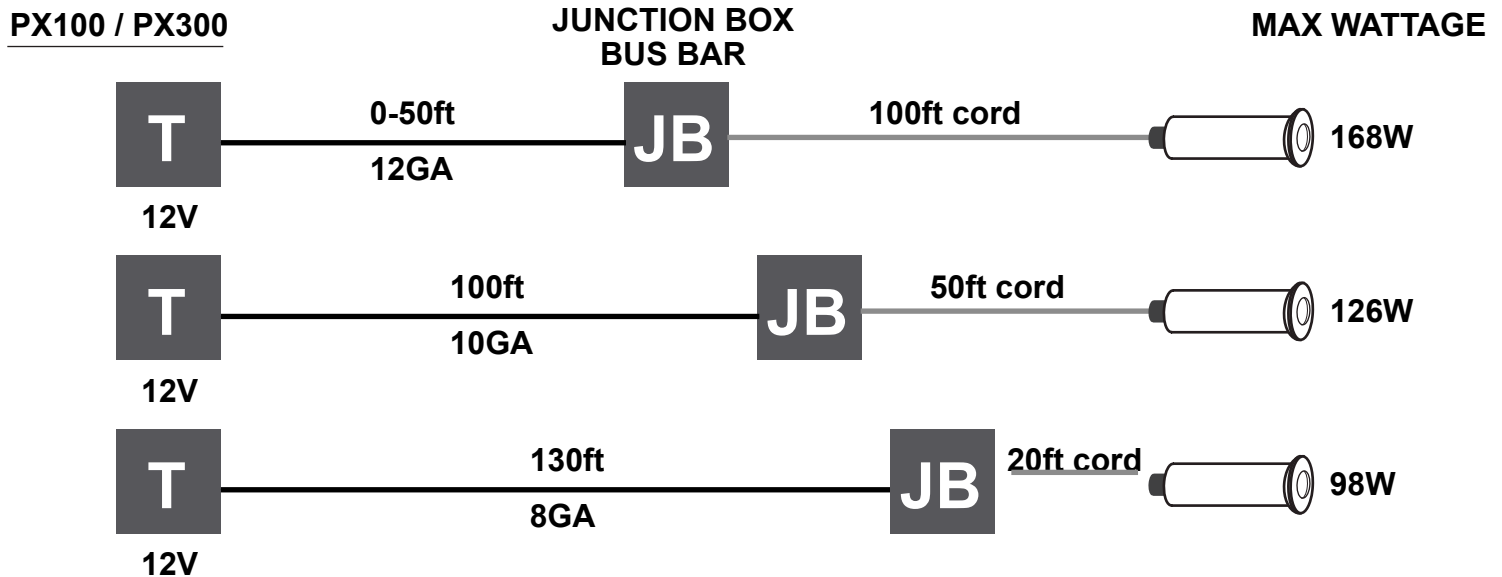 PX100 / PX300
JUNCTION BOX
BUS BAR
MAX WATTAGE
T
0-50ft
12GA
JB
100ft cord
168W
12V
T
100ft
10GA
JB
50ft cord
126W
12V
T
130ft
8GA
JB
20ft cord
98W
12V